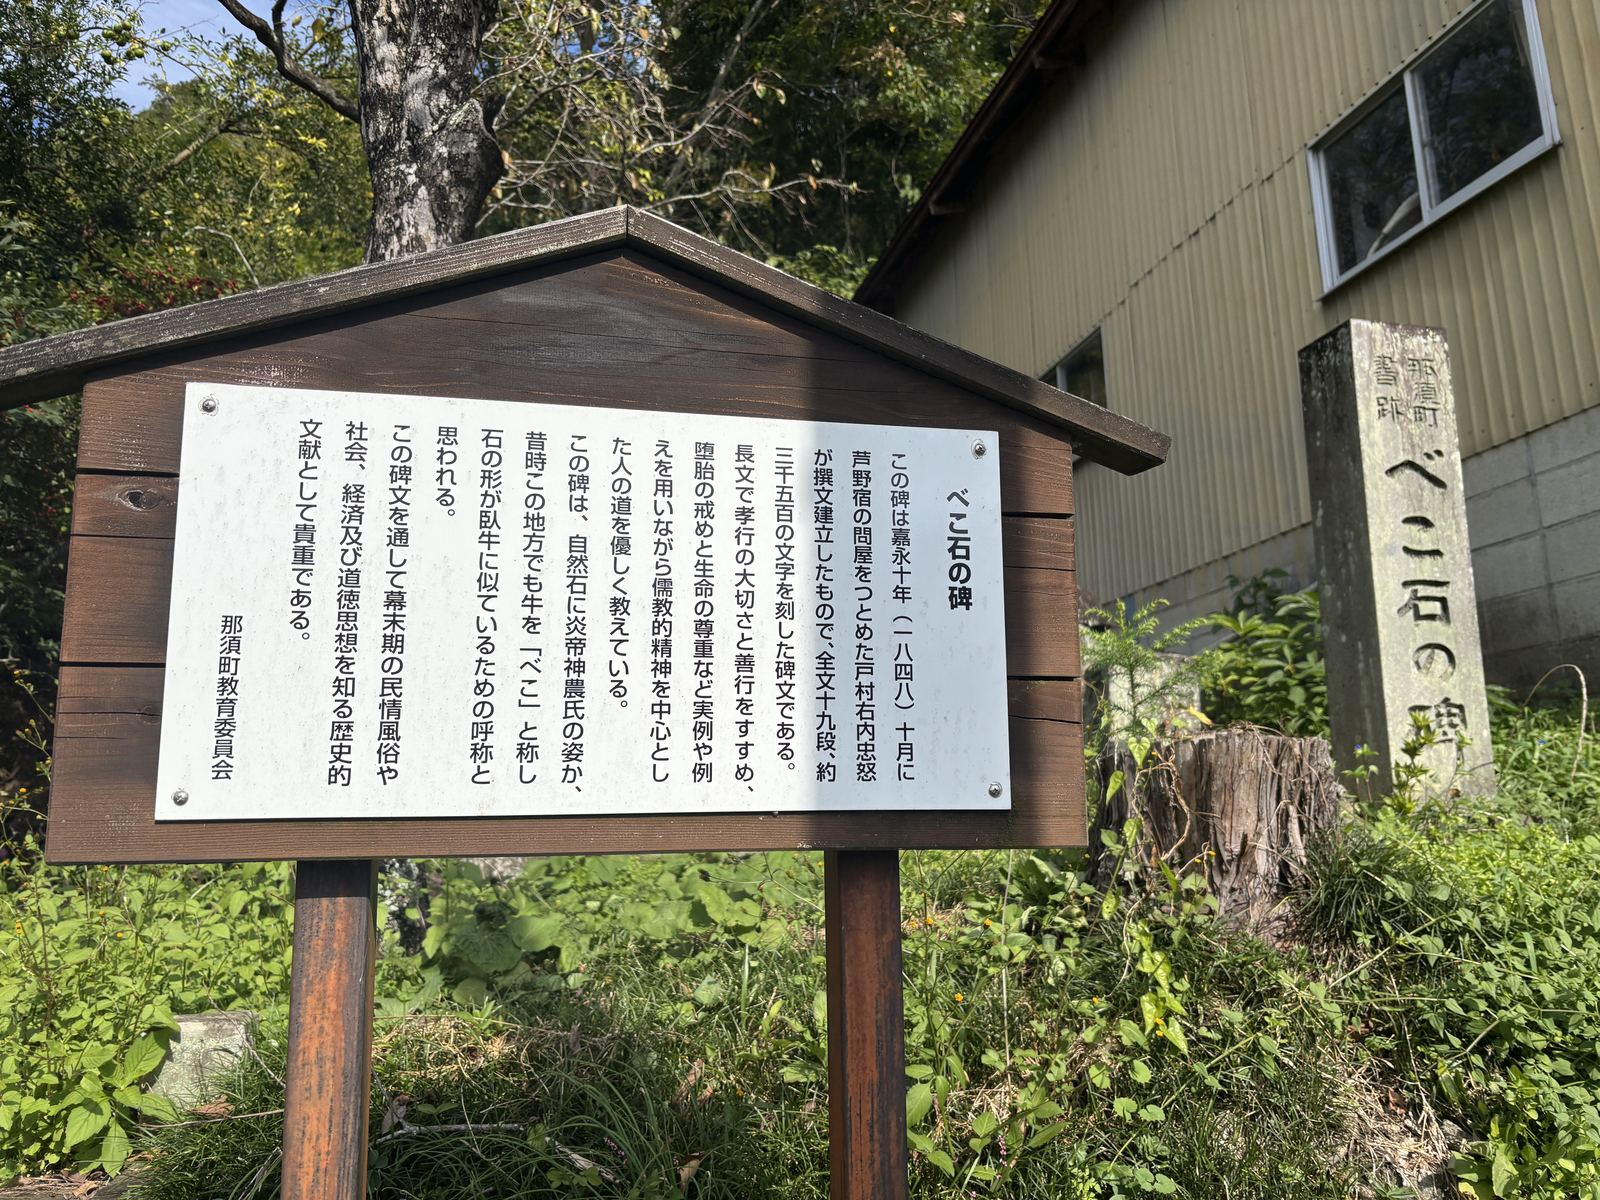 べこ石の碑
この碑は嘉永十年（一八四八）十月に
芦野宿の問屋をつとめた戸村右内忠怒
が撰文建立したもので、全文十九段、約
三千五百の文字を刻した碑文である。
長文で孝行の大切さと善行をすすめ、
堕胎の戒めと生命の尊重など実例や例
えを用いながら儒教的精神を中心とし
た人の道を優しく教えている。
この碑は、自然石に炎帝神農氏の姿か、
昔時この地方でも牛を「べこ」と称し
石の形が臥牛に似ているための呼称と
思われる。
この碑文を通して幕末期の民情風俗や
社会、経済及び道徳思想を知る歴史的
文献として貴重である。
那須町教育委員会
那須町
書跡
べこ石の碑